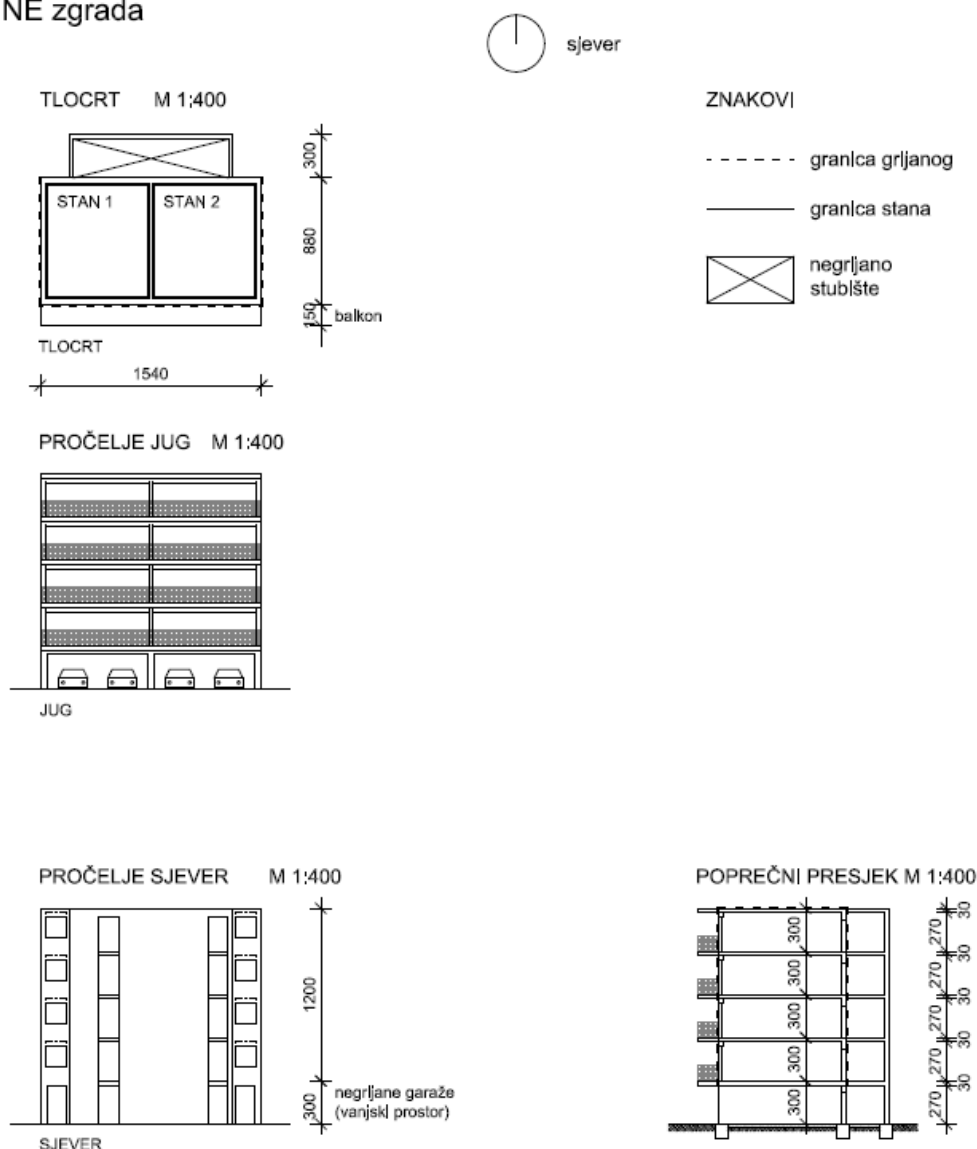 NE zgrada
sjever
TLOCRT M 1:400
300
880
150
balkon
STAN 1 STAN 2
TLOCRT
1540
ZNAKOVI
granica grijanog
granica stana
negrijano
stubište
PROČELJE JUG M 1:400
JUG
PROČELJE SJEVER M 1:400
1200
300
negrijane garaže
(vanjski prostor)
SJEVER
POPREČNI PRESJEK M 1:400
300
300
300
300
300
30
270
30
270
30
270
30
270
30
270